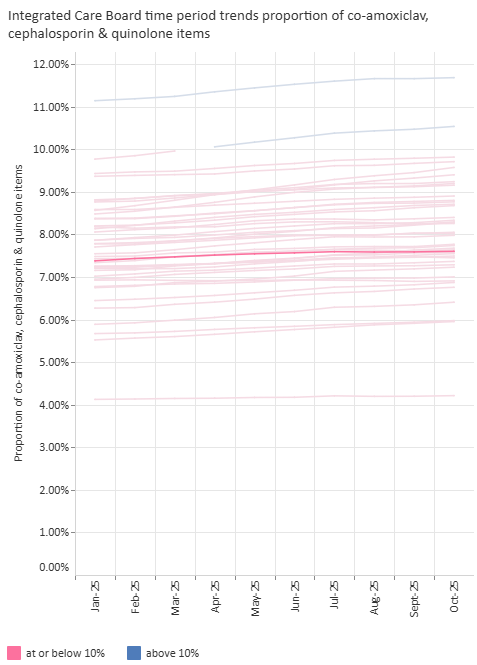 Integrated Care Board time period trends proportion of co-amoxiclav,
cephalosporin & quinolone items
12.00%
11.00%
10.00%
9.00%
8.00%
7.00%
6.00%
5.00%
4.00%
3.00%
2.00%
1.00%
0.00%
Proportion of co-amoxiclav, cephalosporin, quinolone items
Jan-25
Feb-25
Mar-25
Apr-25
May-25
Jun-25
Jul-25
Aug-25
Sept-25
Oct-25
at or below 10%
above 10%